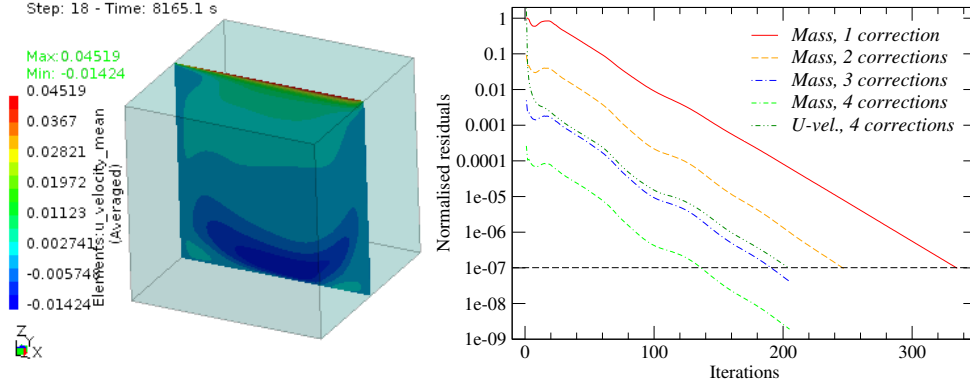 Step: 18 - Time: 8165.1 s
Max: 0.04519
Min: -0.01424
0.04519
0.0367
0.02821
0.01972
0.01123
0.002741
-0.005748
-0.01424
Elements:u_velocity_mean
(Averaged)
Z
Y
X
Normalised residuals
1
0.1
0.01
0.001
0.0001
1e-05
1e-06
1e-07
1e-08
1e-09
Mass, 1 correction
Mass, 2 corrections
Mass, 3 corrections
Mass, 4 corrections
U-vel., 4 corrections
0
100
200
300
Iterations